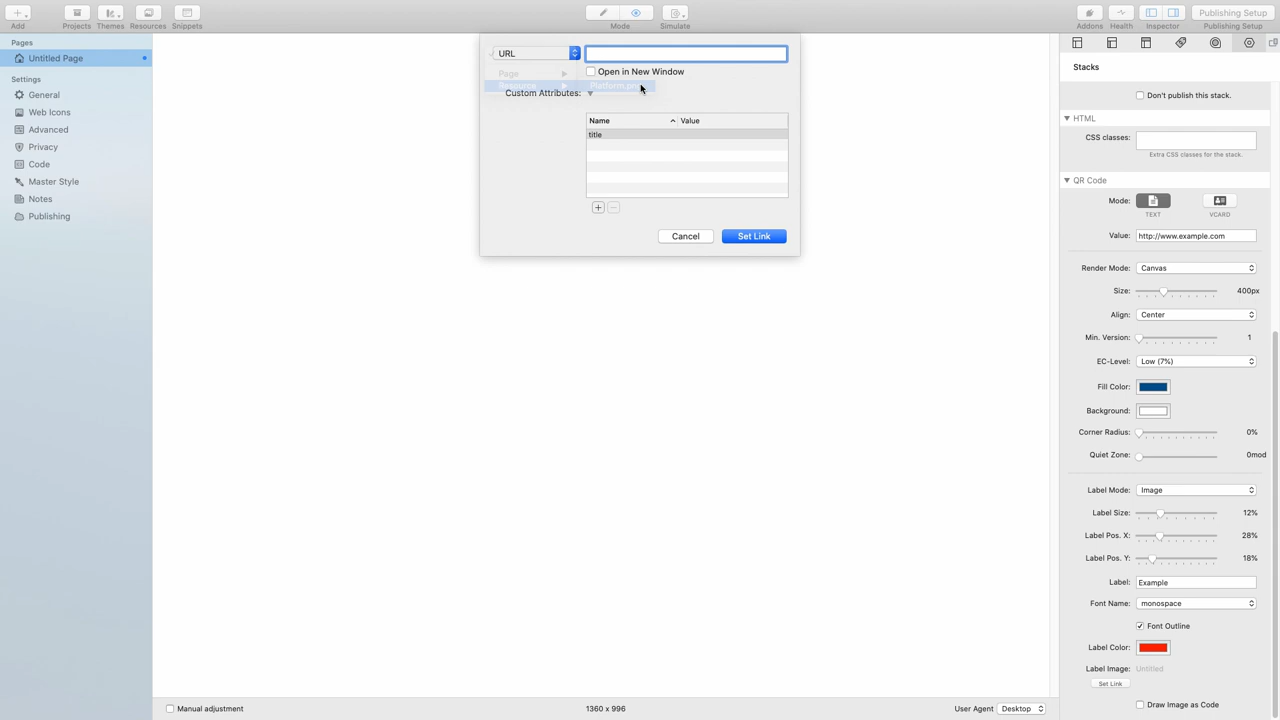 Add
Projects
Themes
Resources
Snippets
Mode
Simulate
Addons
Health
Interface
Publishing Setup
Publishing Setup
Pages
Untitled Page
Settings
General
Web Icons
Advanced
Privacy
Code
Master Style
Notes
Publishing
URL
Page
Resource
Open in New Window
Custom Attributes:
Name
Value
title
Cancel
Set Link
Manual adjustment
1360 x 996
User Agent
Desktop
Stacks
Don't publish this stack.
HTML
CSS classes:
Extra CSS classes for the stack.
QR Code
Mode:
TEXT
VCARD
Value: http://www.example.com
Render Mode: Canvas
Size: 400px
Align: Center
Min. Version: 1
EC-Level: Low (7%)
Fill Color:
Background:
Corner Radius: 0%
Quiet Zone: 0mod
Label Mode: Image
Label Size: 12%
Label Pos. X: 28%
Label Pos. Y: 18%
Label: Example
Font Name: monospace
Font Outline
Label Color:
Label Image: Untitled
Set Link
Draw Image as Code